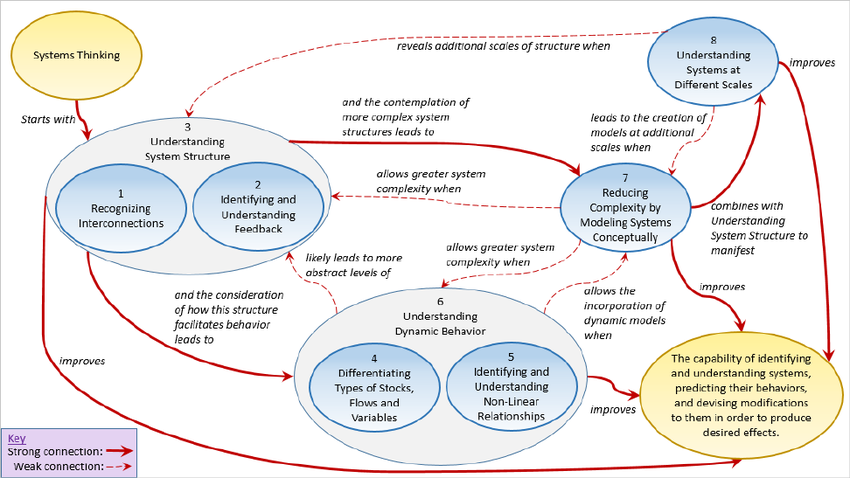 Systems Thinking
Starts with
reveals additional scales of structure when
8
Understanding
Systems at
Different Scales
improves
3
Understanding
System Structure
1
Recognizing
Interconnections
2
Identifying and
Understanding
Feedback
and the contemplation of
more complex system
structures leads to
leads to the creation of
models at additional
scales when
allows greater system
complexity when
7
Reducing
Complexity by
Modeling Systems
Conceptually
combines with
Understanding
System Structure to
manifest
allows greater system
complexity when
likely leads to more
abstract levels of
and the consideration
of how this structure
facilitates behavior
leads to
allows the
incorporation of
dynamic models
when
improves
6
Understanding
Dynamic Behavior
4
Differentiating
Types of Stocks,
Flows and
Variables
5
Identifying and
Understanding
Non-Linear
Relationships
improves
improves
The capability of identifying
and understanding systems,
predicting their behaviors,
and devising modifications
to them in order to produce
desired effects.
Key
Strong connection:
Weak connection: